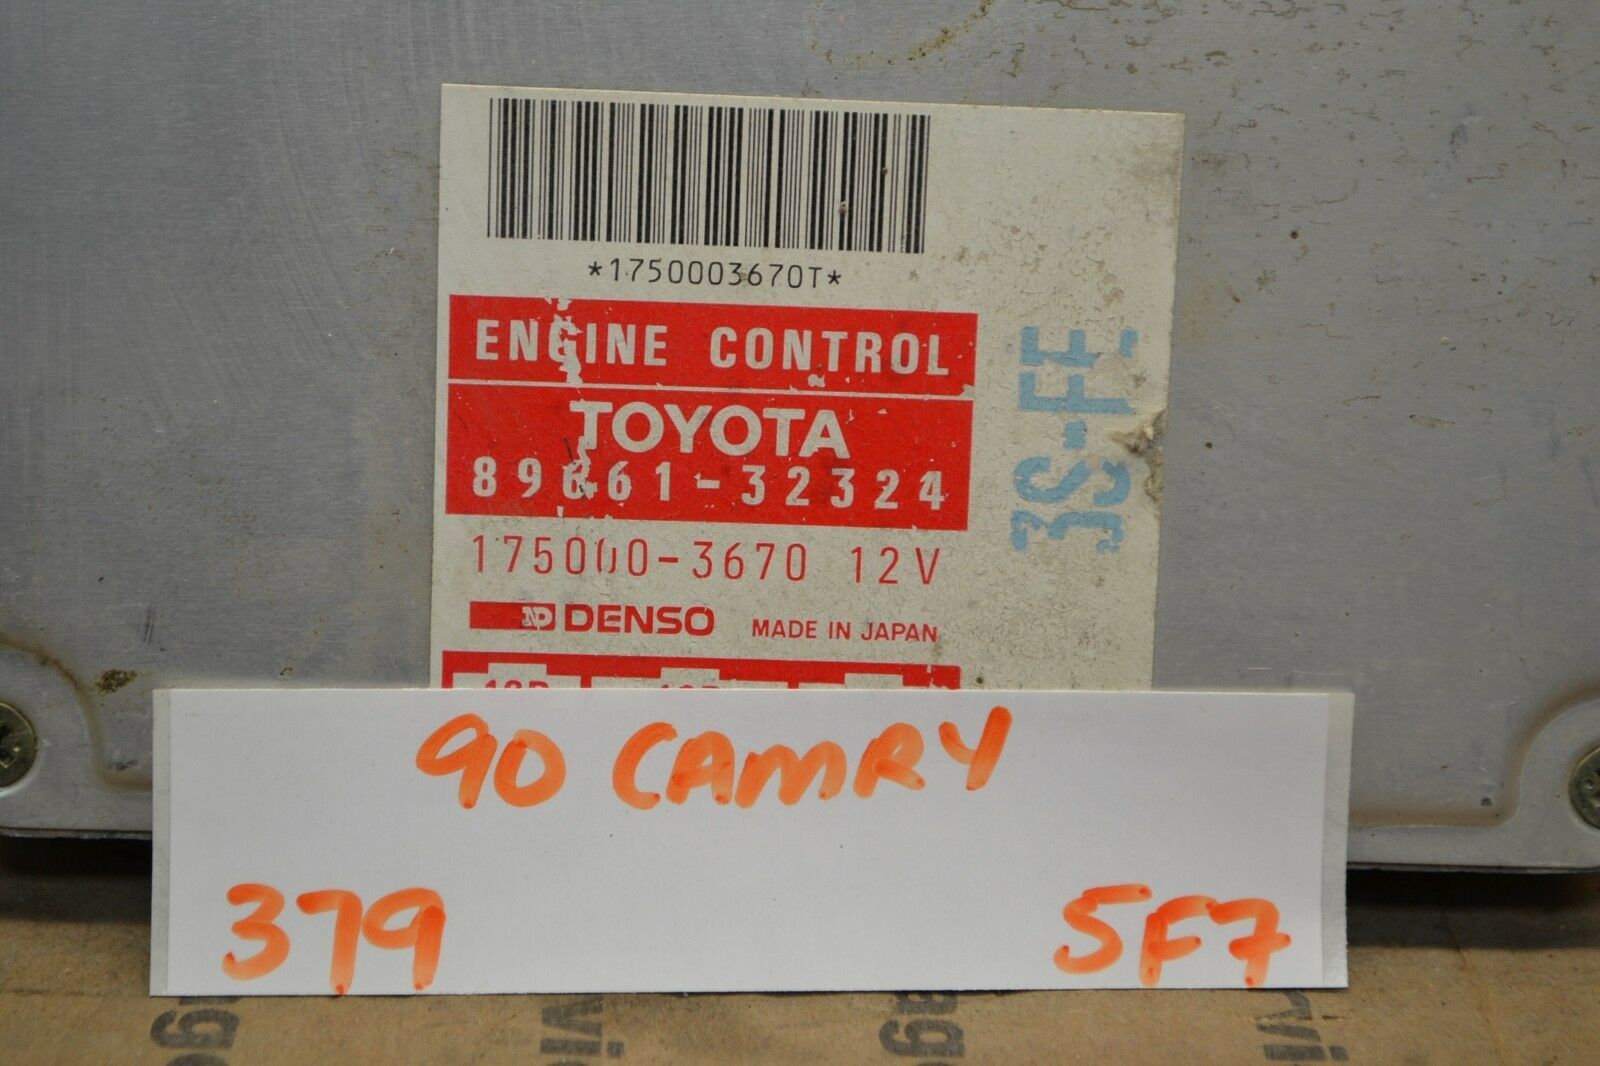 *1750003670T*
ENGINE CONTROL
TOYOTA
89661-32324
175000-3670 12V
ND DENSO MADE IN JAPAN
3S-FE
90 CAMRY
379 5F7